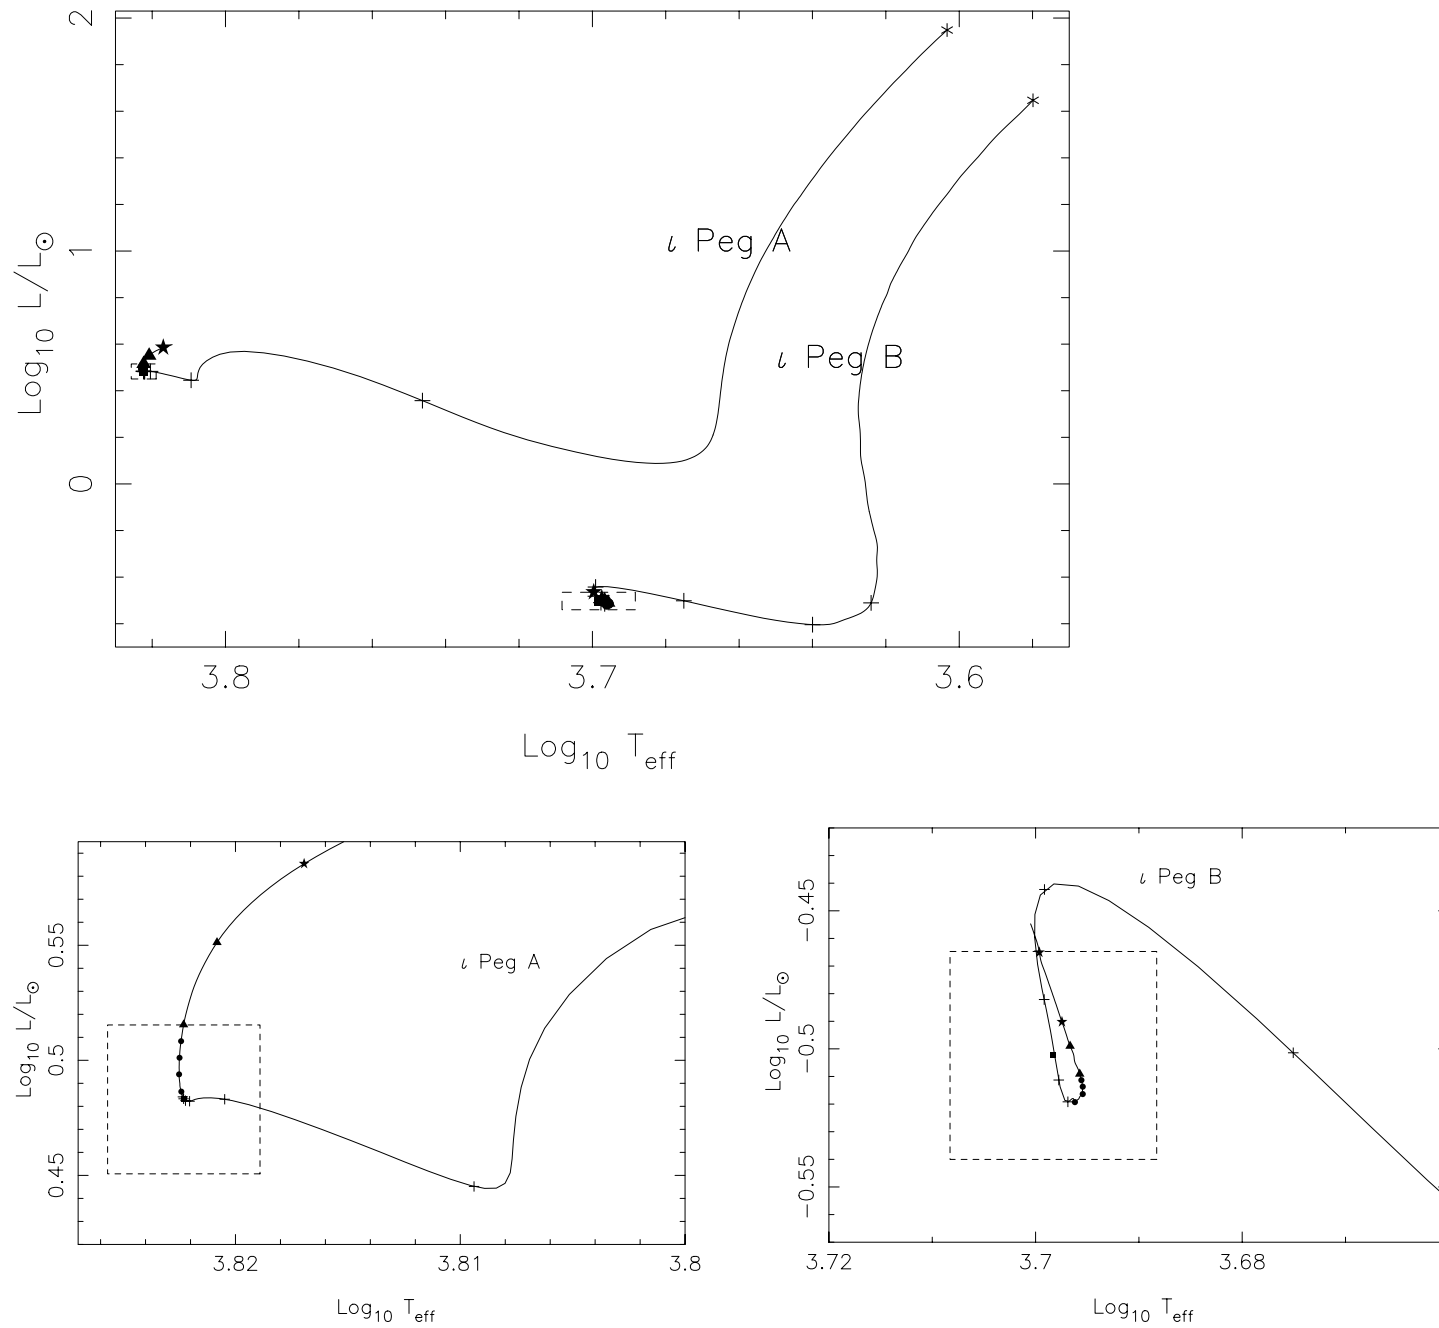 2
1
0
Log10 L/L⊙
ι Peg A
ι Peg B
3.8 3.7 3.6
Log10 Teff
0.55
0.5
0.45
Log10 L/L⊙
ι Peg A
3.82 3.81 3.8
Log10 Teff
−0.45
−0.5
−0.55
Log10 L/L⊙
ι Peg B
3.72 3.7 3.68
Log10 Teff